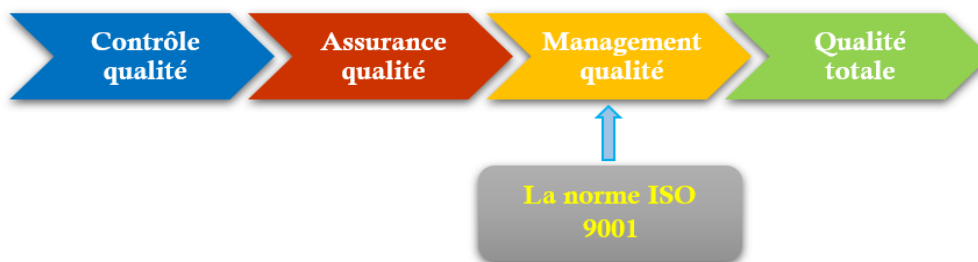 Contrôle
qualité
Assurance
qualité
Management
qualité
Qualité
totale
La norme ISO
9001